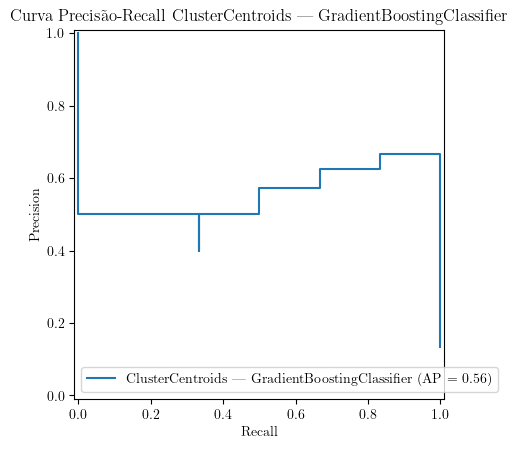 Curva Precisão-Recall ClusterCentroids — GradientBoostingClassifier
1.0
0.8
0.6
0.4
0.2
0.0
Precision
ClusterCentroids — GradientBoostingClassifier (AP = 0.56)
0.0 0.2 0.4 0.6 0.8 1.0
Recall